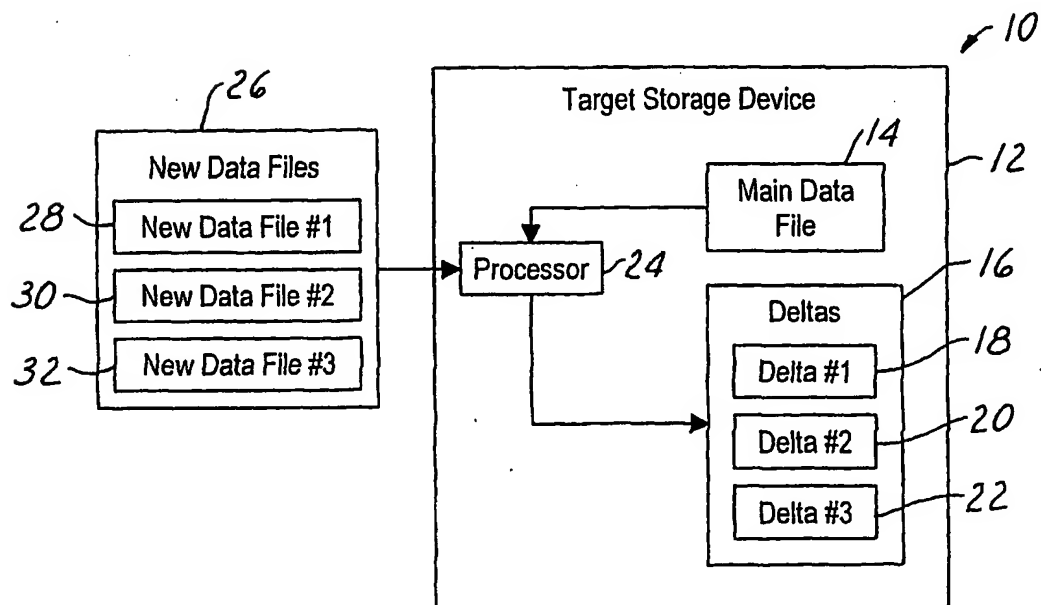 10
26
Target Storage Device
14
12
New Data Files
Main Data
File
28
New Data File #1
Processor
24
16
30
New Data File #2
Deltas
18
32
New Data File #3
Delta #1
20
Delta #2
22
Delta #3